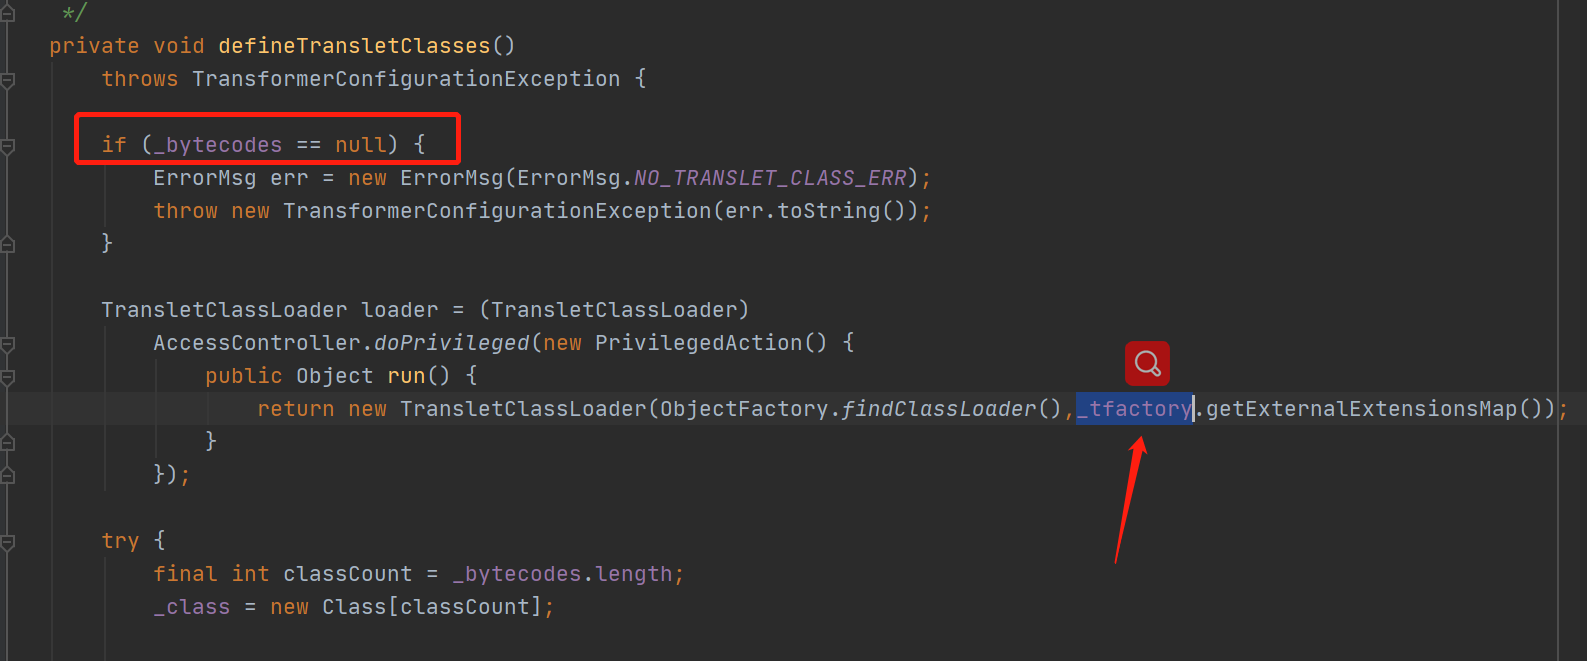 */
private void defineTransletClasses()
throws TransformerConfigurationException {
if (_bytecodes == null) {
ErrorMsg err = new ErrorMsg(ErrorMsg.NO_TRANSLET_CLASS_ERR);
throw new TransformerConfigurationException(err.toString());
}
TransletClassLoader loader = (TransletClassLoader)
AccessController.doPrivileged(new PrivilegedAction() {
public Object run() {
return new TransletClassLoader(ObjectFactory.findClassLoader(),_tfactory.getExternalExtensionsMap());
}
});
try {
final int classCount = _bytecodes.length;
_class = new Class[classCount];